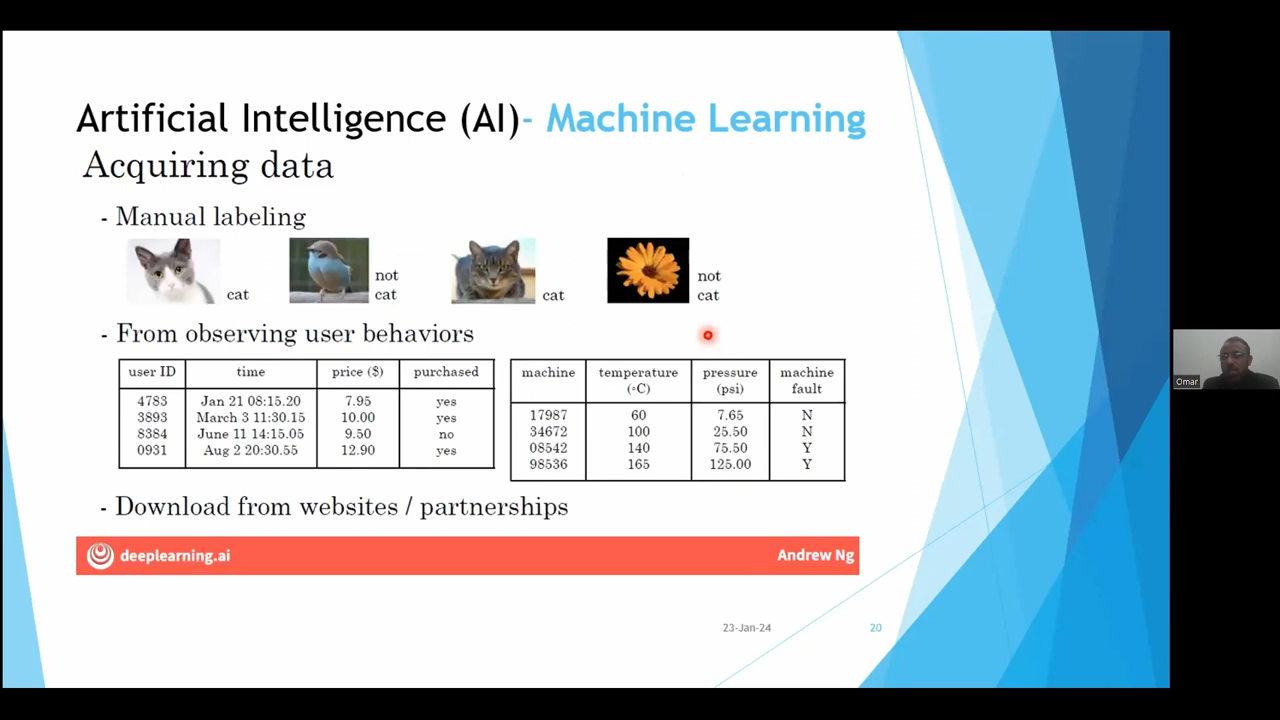 Artificial Intelligence (AI)- Machine Learning
Acquiring data
- Manual labeling
cat
not
cat
cat
not
cat
- From observing user behaviors
user ID time price ($) purchased
4783 Jan 21 08:15.20 7.95 yes
3893 March 3 11:30.15 10.00 yes
8384 June 11 14:15.05 9.50 no
0931 Aug 2 20:30.55 12.90 yes
machine temperature pressure machine
(°C) (psi) fault
17987 60 7.65 N
34672 100 25.50 N
08542 140 75.50 Y
98536 165 125.00 Y
- Download from websites / partnerships
deeplearning.ai
Andrew Ng
23-Jan-24
20
Omar